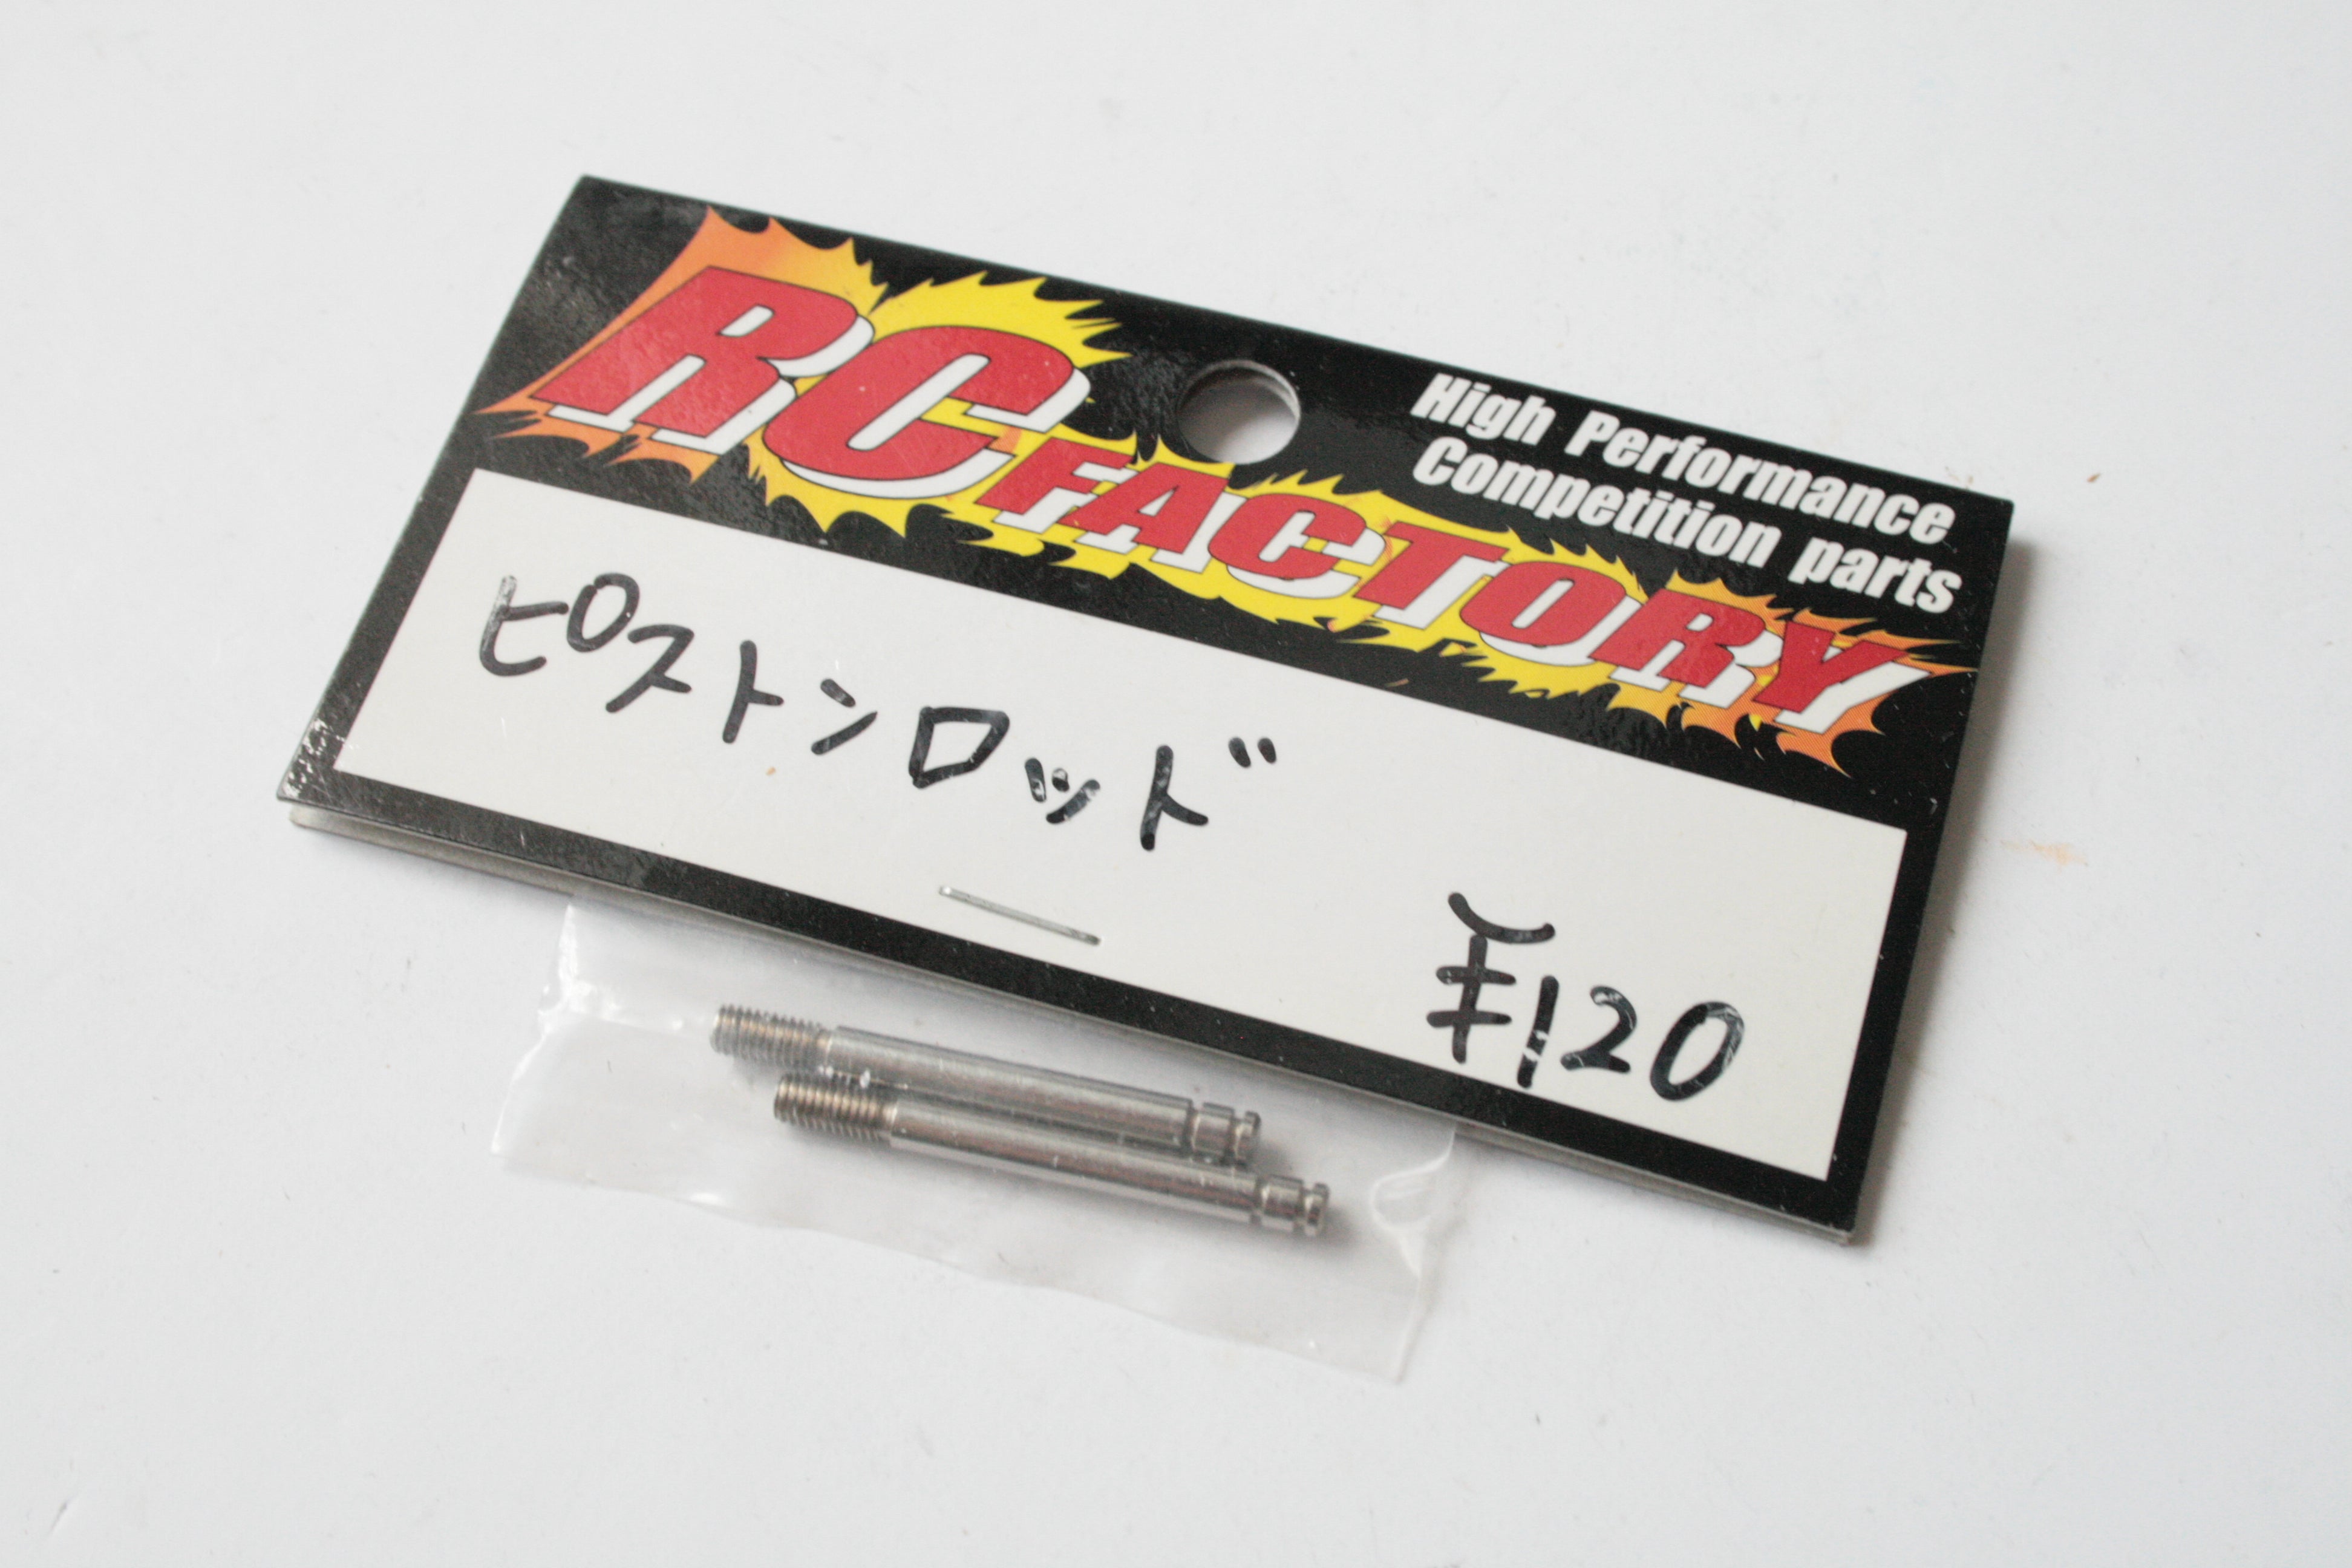 RC FACTORY
High Performance
Competition parts
ピストンロッド
¥120